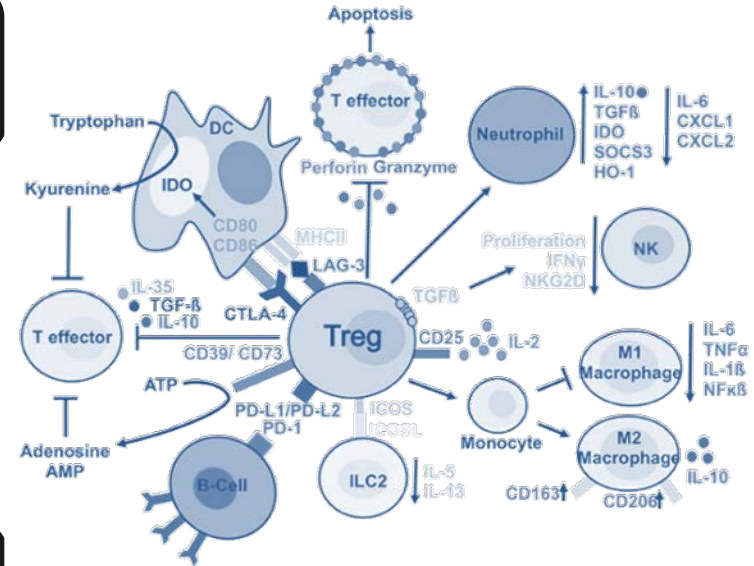 Apoptosis
T effector
Perforin Granzyme
Tryptophan
DC
Kyurenine
IDO
CD80
CD86
MHCII
LAG-3
CTLA-4
Neutrophil
IL-10
TGFß
IDO
SOCS3
HO-1
IL-6
CXCL1
CXCL2
Proliferation
IFNγ
NKG2D
NK
TGFß
IL-35
TGF-ß
IL-10
T effector
Treg
CD25
IL-2
CD39/ CD73
ATP
Adenosine
AMP
PD-L1/PD-L2
PD-1
B-Cell
ICOS
ICOSL
ILC2
IL-5
IL-13
Monocyte
M1
Macrophage
IL-6
TNFα
IL-1ß
NFκß
M2
Macrophage
IL-10
CD163
CD206